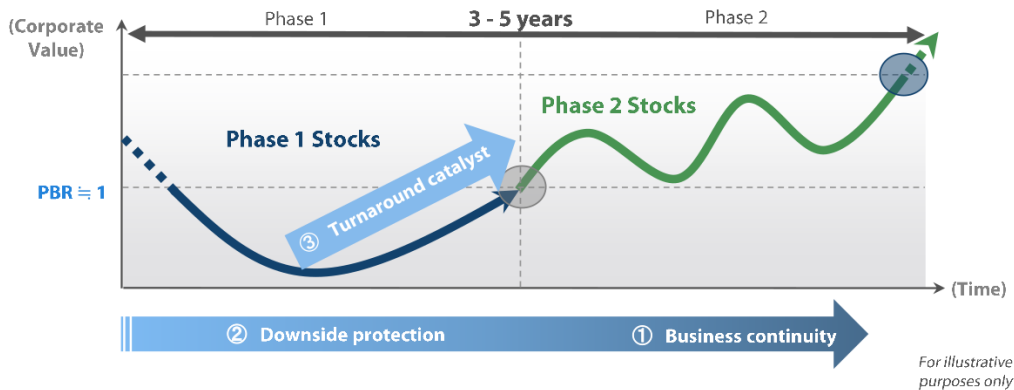 Phase 1
3 - 5 years
Phase 2
(Corporate
Value)
Phase 2 Stocks
Phase 1 Stocks
③ Turnaround catalyst
PBR ≒ 1
(Time)
② Downside protection
① Business continuity
For illustrative
purposes only